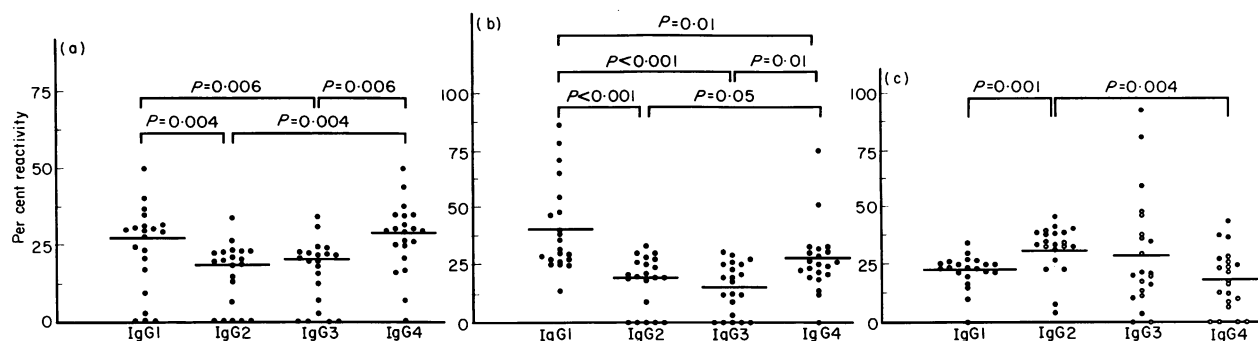 (a)
Per cent reactivity
75
50
25
0
P=0·006
P=0·006
P=0·004
P=0·004
IgG1 IgG2 IgG3 IgG4
(b)
100
75
50
25
0
P=0·01
P<0·001
P=0·01
P<0·001
P=0·05
IgG1 IgG2 IgG3 IgG4
(c)
100
75
50
25
0
P=0·001
P=0·004
IgG1 IgG2 IgG3 IgG4